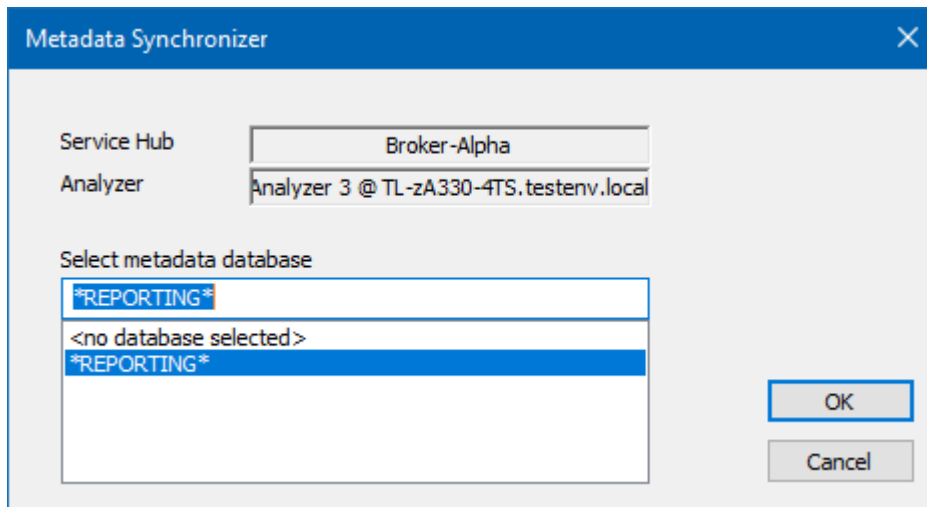 Metadata Synchronizer
Service Hub Broker-Alpha
Analyzer Analyzer 3 @ TL-zA330-4TS.testenv.local
Select metadata database
*REPORTING*
<no database selected>
*REPORTING*
OK
Cancel